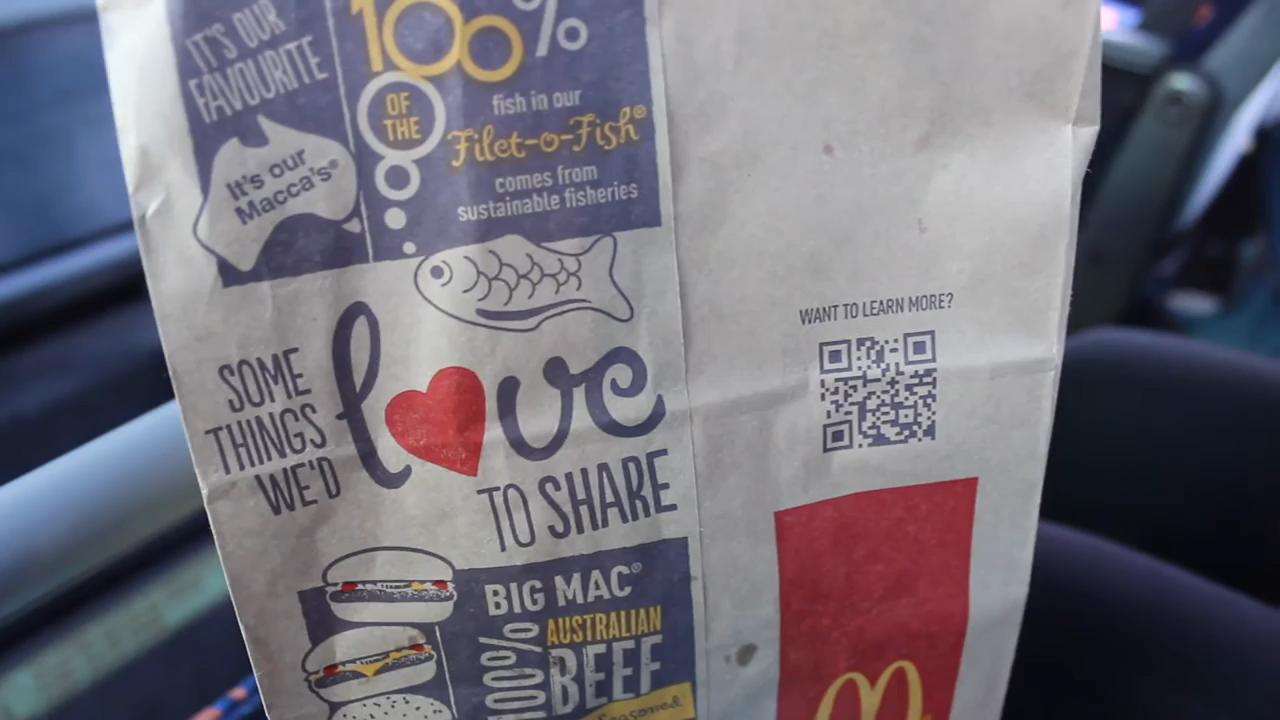 IT'S OUR
FAVOURITE
It's our
Macca's®
100%
OF
THE
fish in our
Filet-o-Fish®
comes from
sustainable fisheries
SOME
THINGS
WE'D
love
TO SHARE
BIG MAC®
100%
AUSTRALIAN
BEEF
Seasoned
WANT TO LEARN MORE?